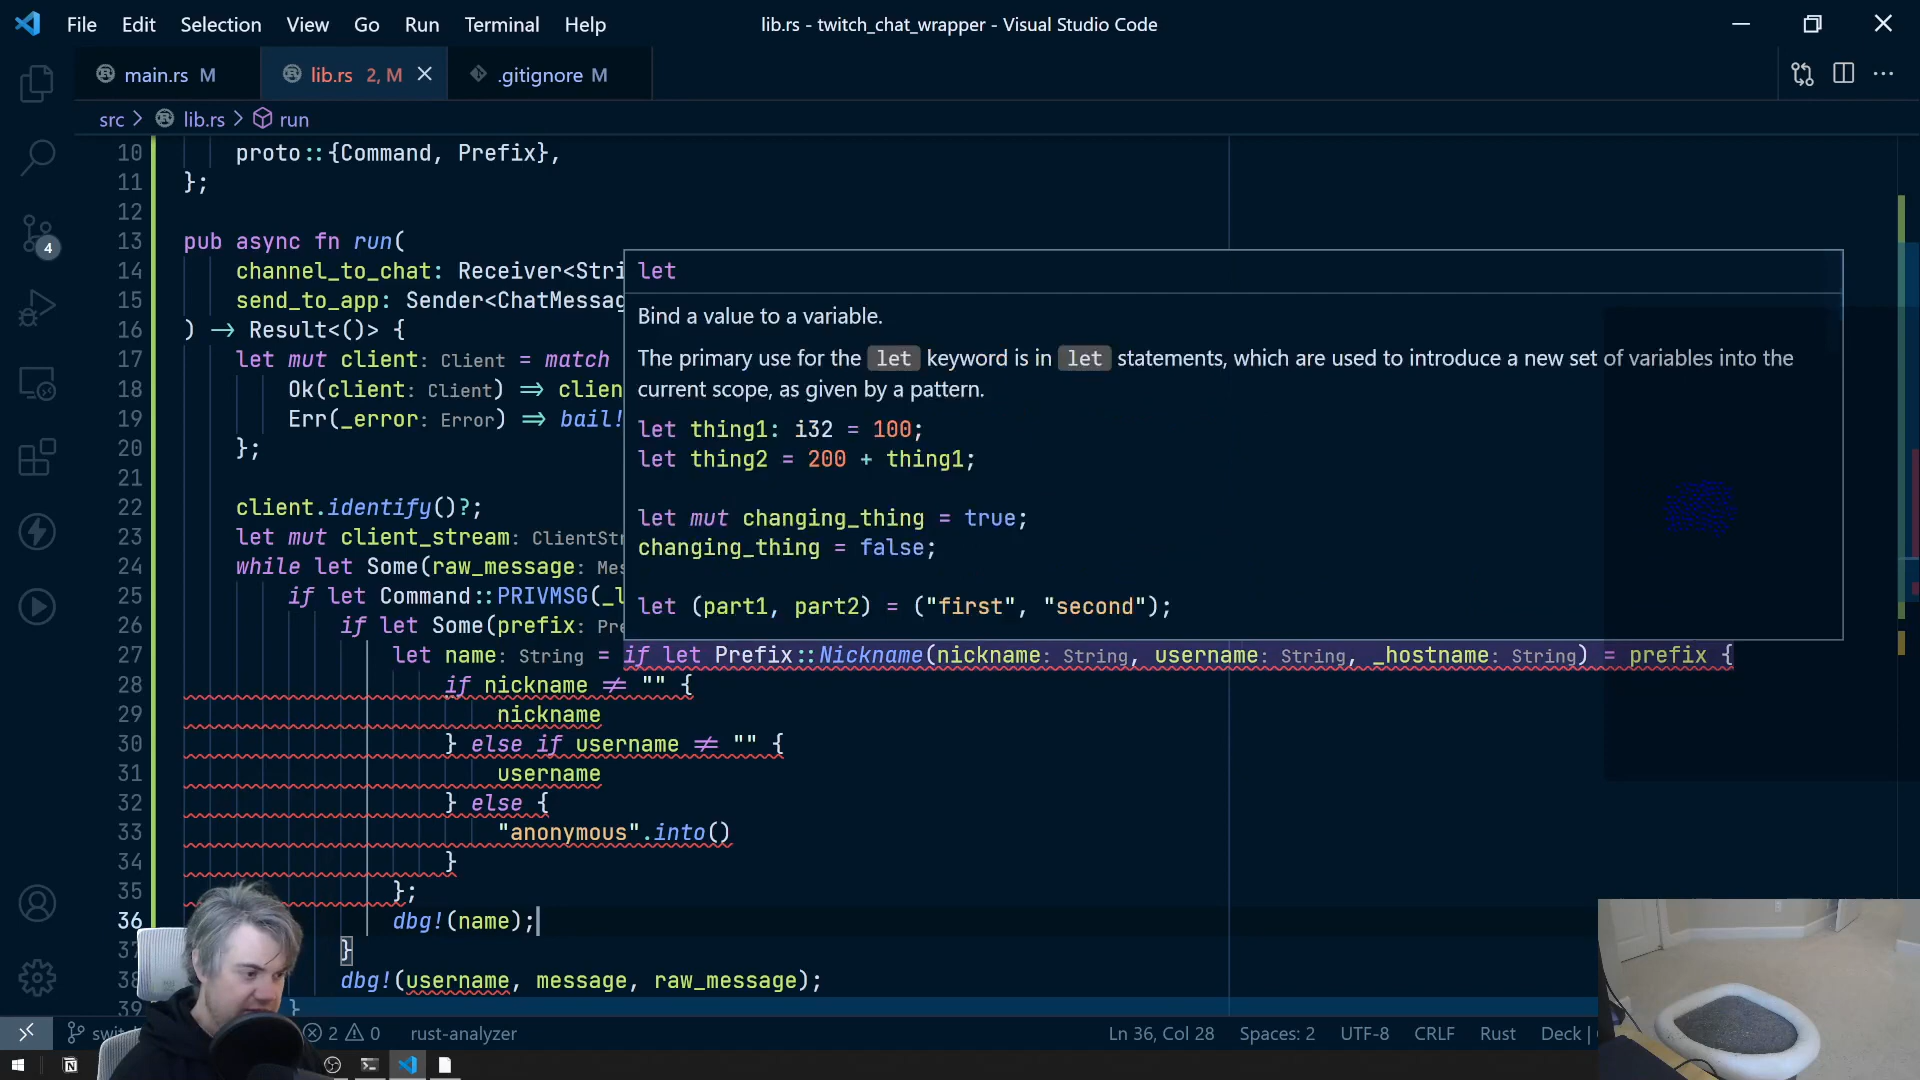 File Edit Selection View Go Run Terminal Help
lib.rs - twitch_chat_wrapper - Visual Studio Code
main.rs M
lib.rs 2, M
.gitignore M
src > lib.rs > run
10 proto::{Command, Prefix},
11 };
12
13 pub async fn run(
14 channel_to_chat: Receiver<Stri
15 send_to_app: Sender<ChatMessag
16 ) → Result<()> {
17 let mut client: Client = match
18 Ok(client: Client) ⇒ clien
19 Err(_error: Error) ⇒ bail!
20 };
21
22 client.identify()?;
23 let mut client_stream: ClientStr
24 while let Some(raw_message: Mes
25 if let Command::PRIVMSG(_l
26 if let Some(prefix: Pre
let
Bind a value to a variable.
The primary use for the let keyword is in let statements, which are used to introduce a new set of variables into the
current scope, as given by a pattern.
let thing1: i32 = 100;
let thing2 = 200 + thing1;
let mut changing_thing = true;
changing_thing = false;
let (part1, part2) = ("first", "second");
27 let name: String = if let Prefix::Nickname(nickname: String, username: String, _hostname: String) = prefix {
28 if nickname ≠ "" {
29 nickname
30 } else if username ≠ "" {
31 username
32 } else {
33 "anonymous".into()
34 }
35 };
36 dbg!(name);
37 }
38 dbg!(username, message, raw_message);
39 }
4
2 0 rust-analyzer
Ln 36, Col 28 Spaces: 2 UTF-8 CRLF Rust Deck